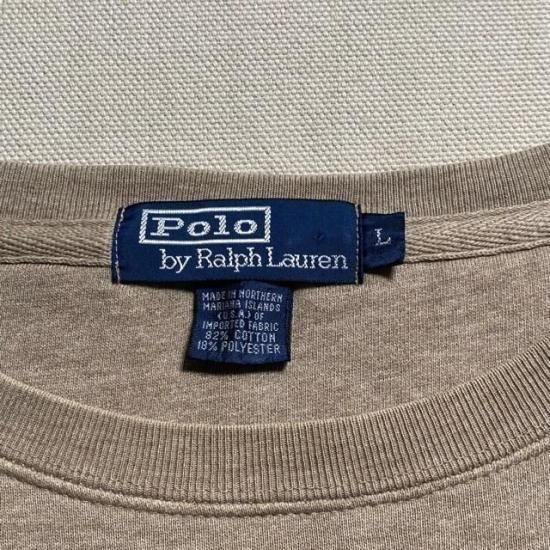 Polo
by Ralph Lauren
L
MADE IN NORTHERN
MARIANA ISLANDS
(U.S.A.) OF
IMPORTED FABRIC
82% COTTON
18% POLYESTER